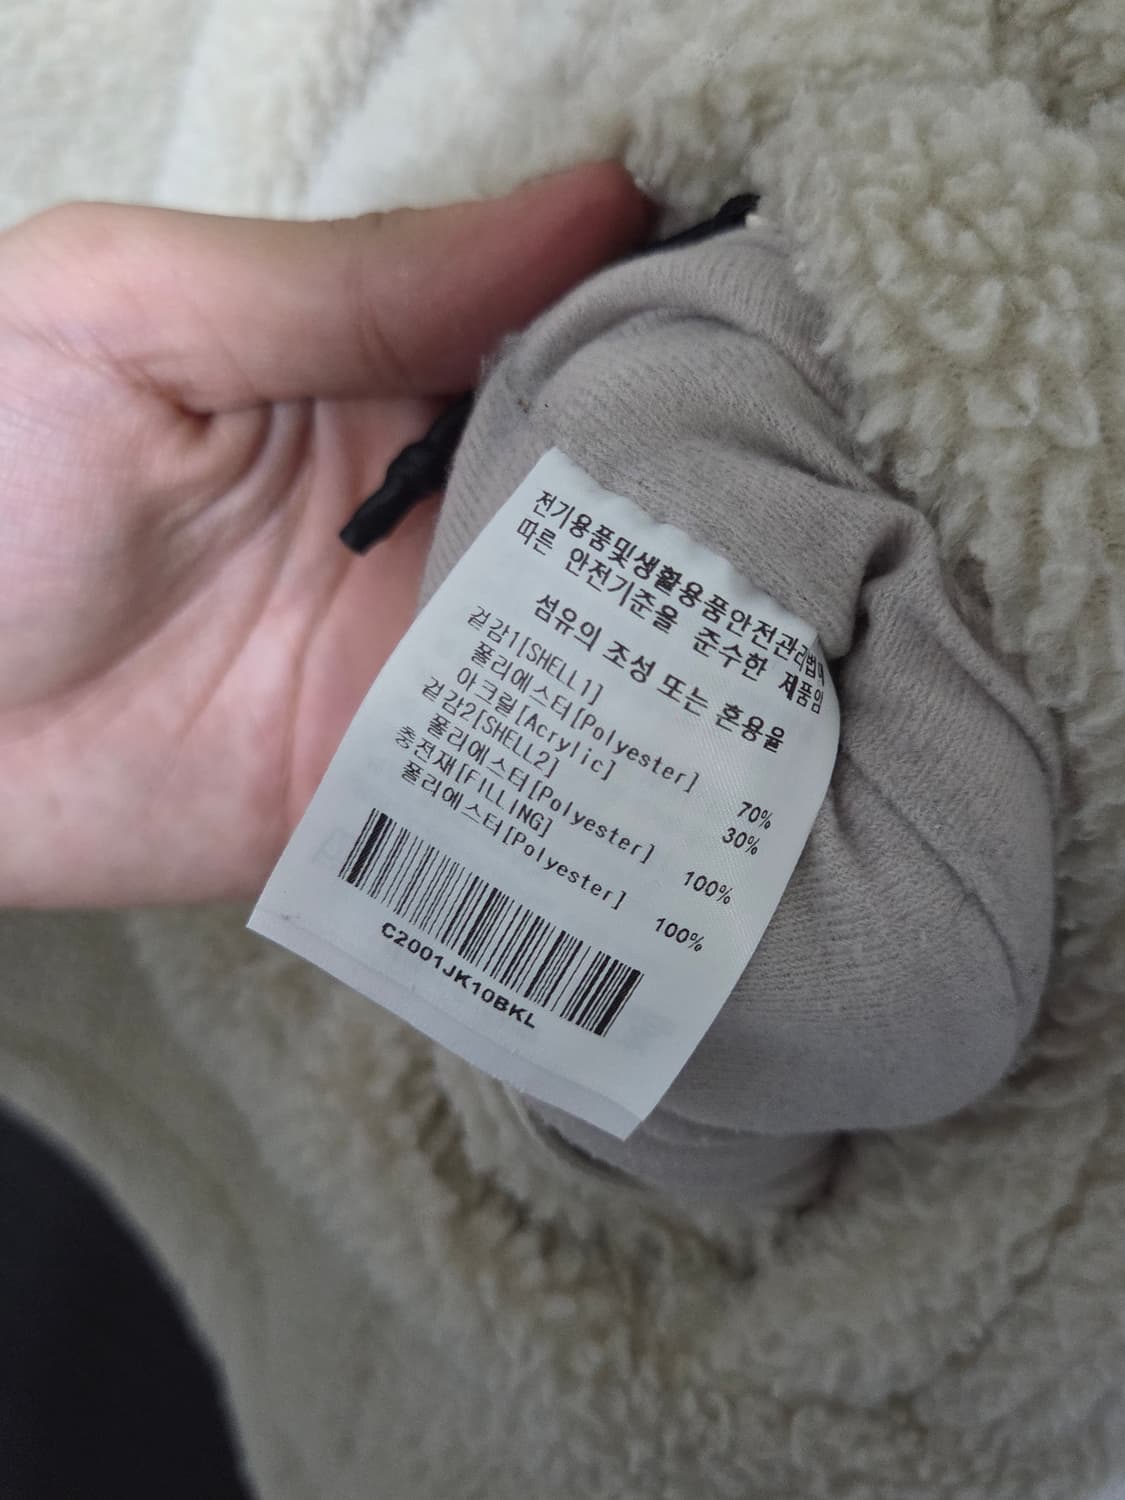 전기용품및생활용품안전관리법에
따른 안전기준을 준수한 제품임
섬유의 조성 또는 혼용율
겉감1[SHELL1]
폴리에스터[Polyester] 70%
아크릴[Acrylic] 30%
겉감2[SHELL2]
폴리에스터[Polyester] 100%
충전재[FILLING]
폴리에스터[Polyester] 100%
C2001JK10BKL